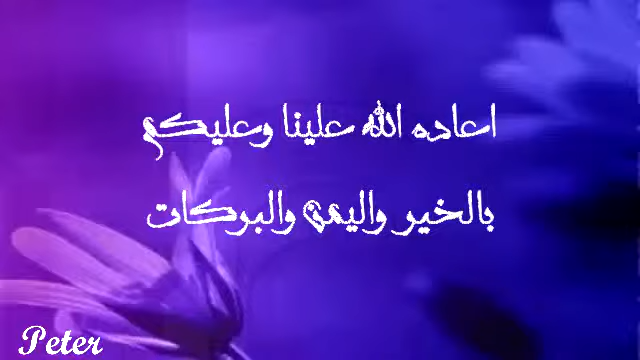 اعاده الله علينا وعليكم
بالخير واليمن والبركات
Peter